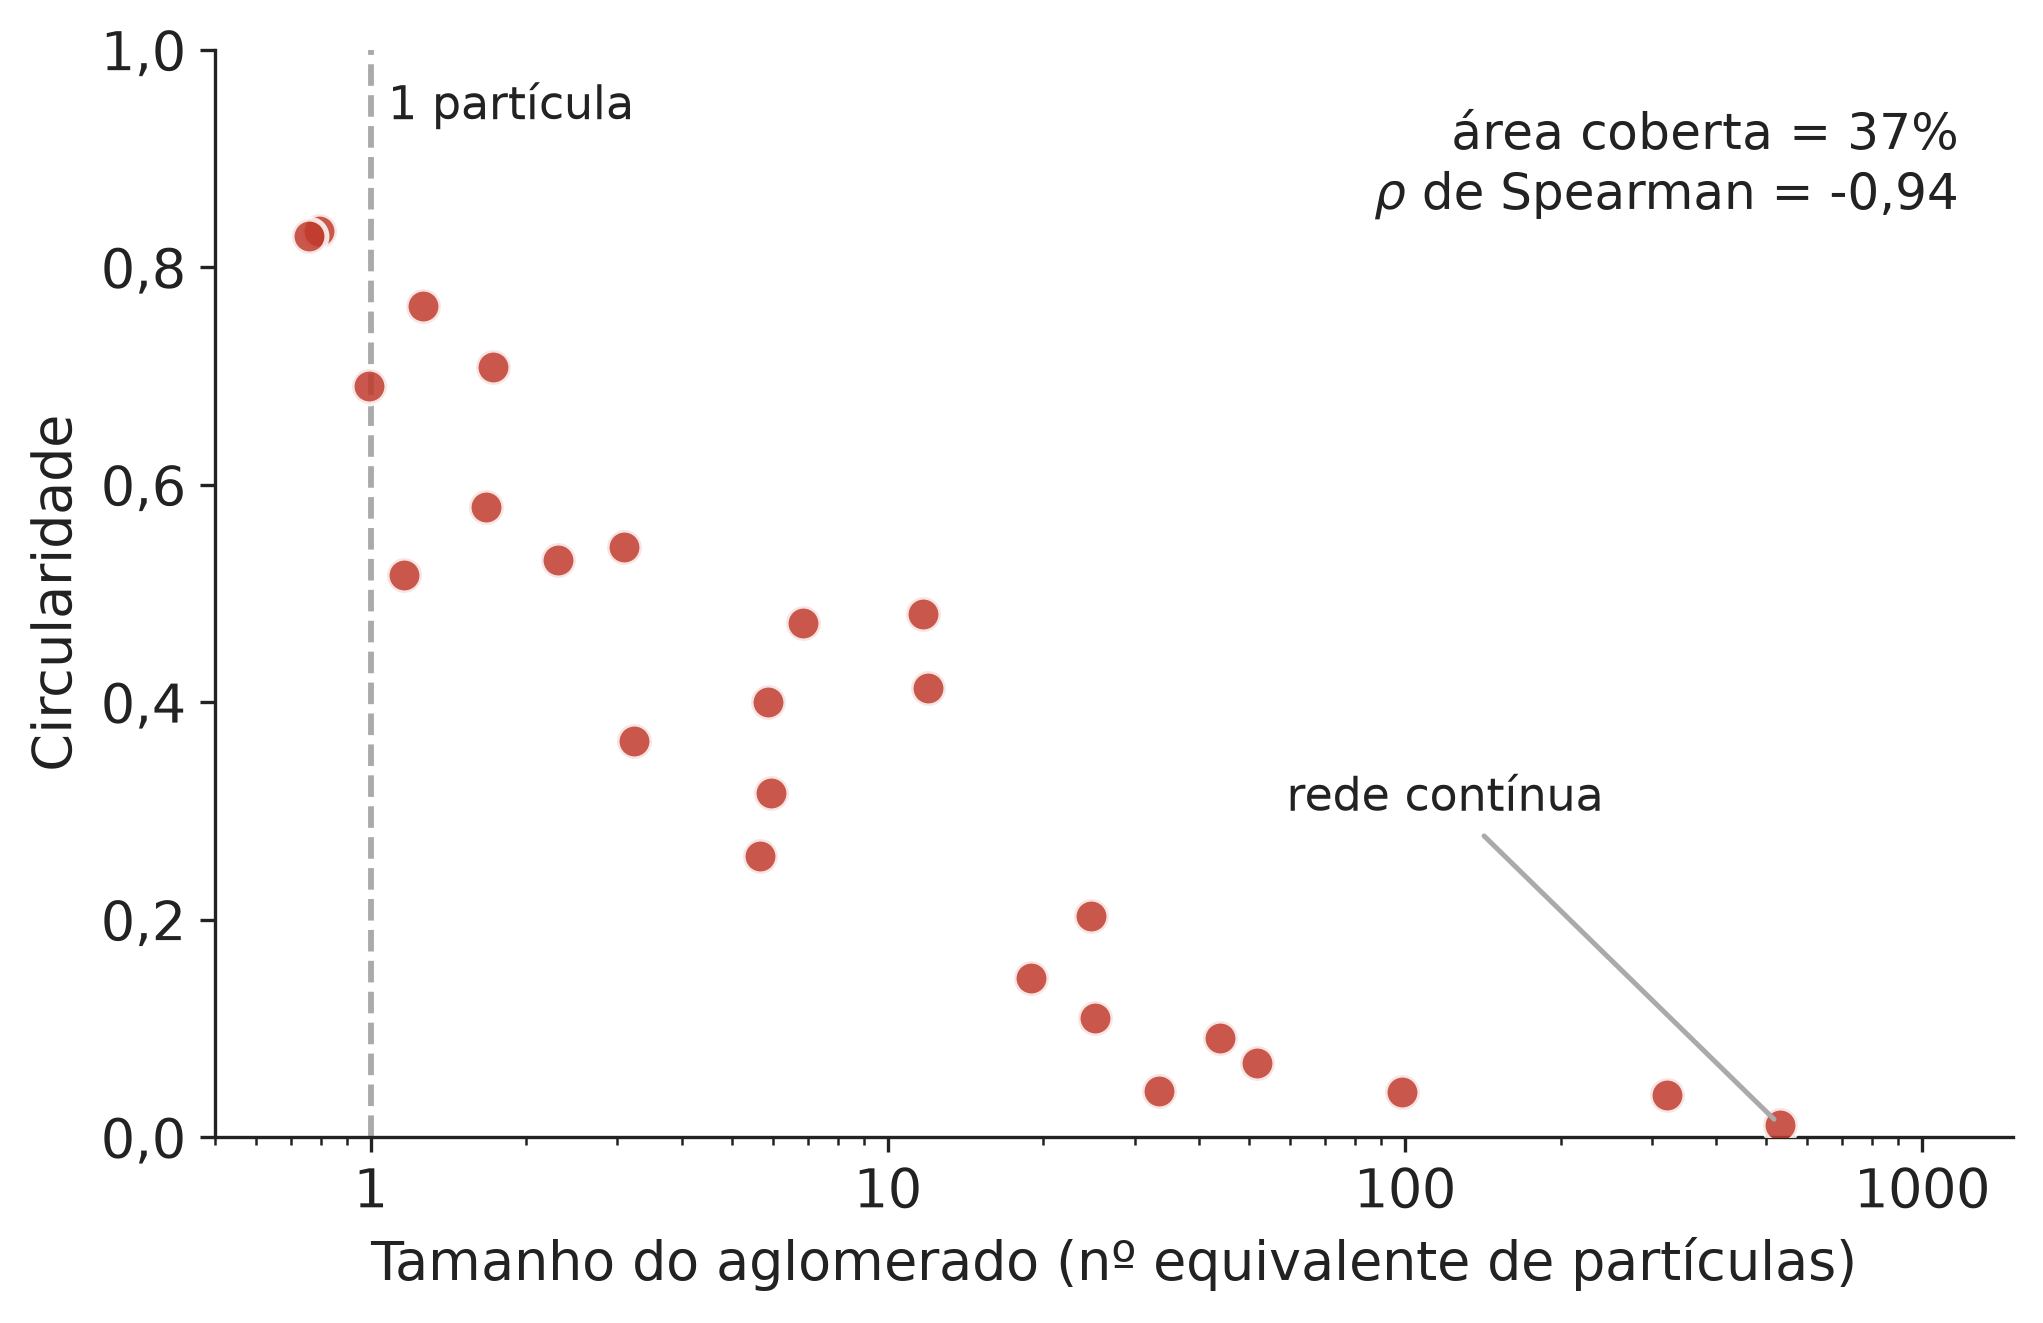 1,0
0,8
0,6
0,4
0,2
0,0
Circularidade
1 partícula
área coberta = 37%
ρ de Spearman = -0,94
rede contínua
1 10 100 1000
Tamanho do aglomerado (nº equivalente de partículas)